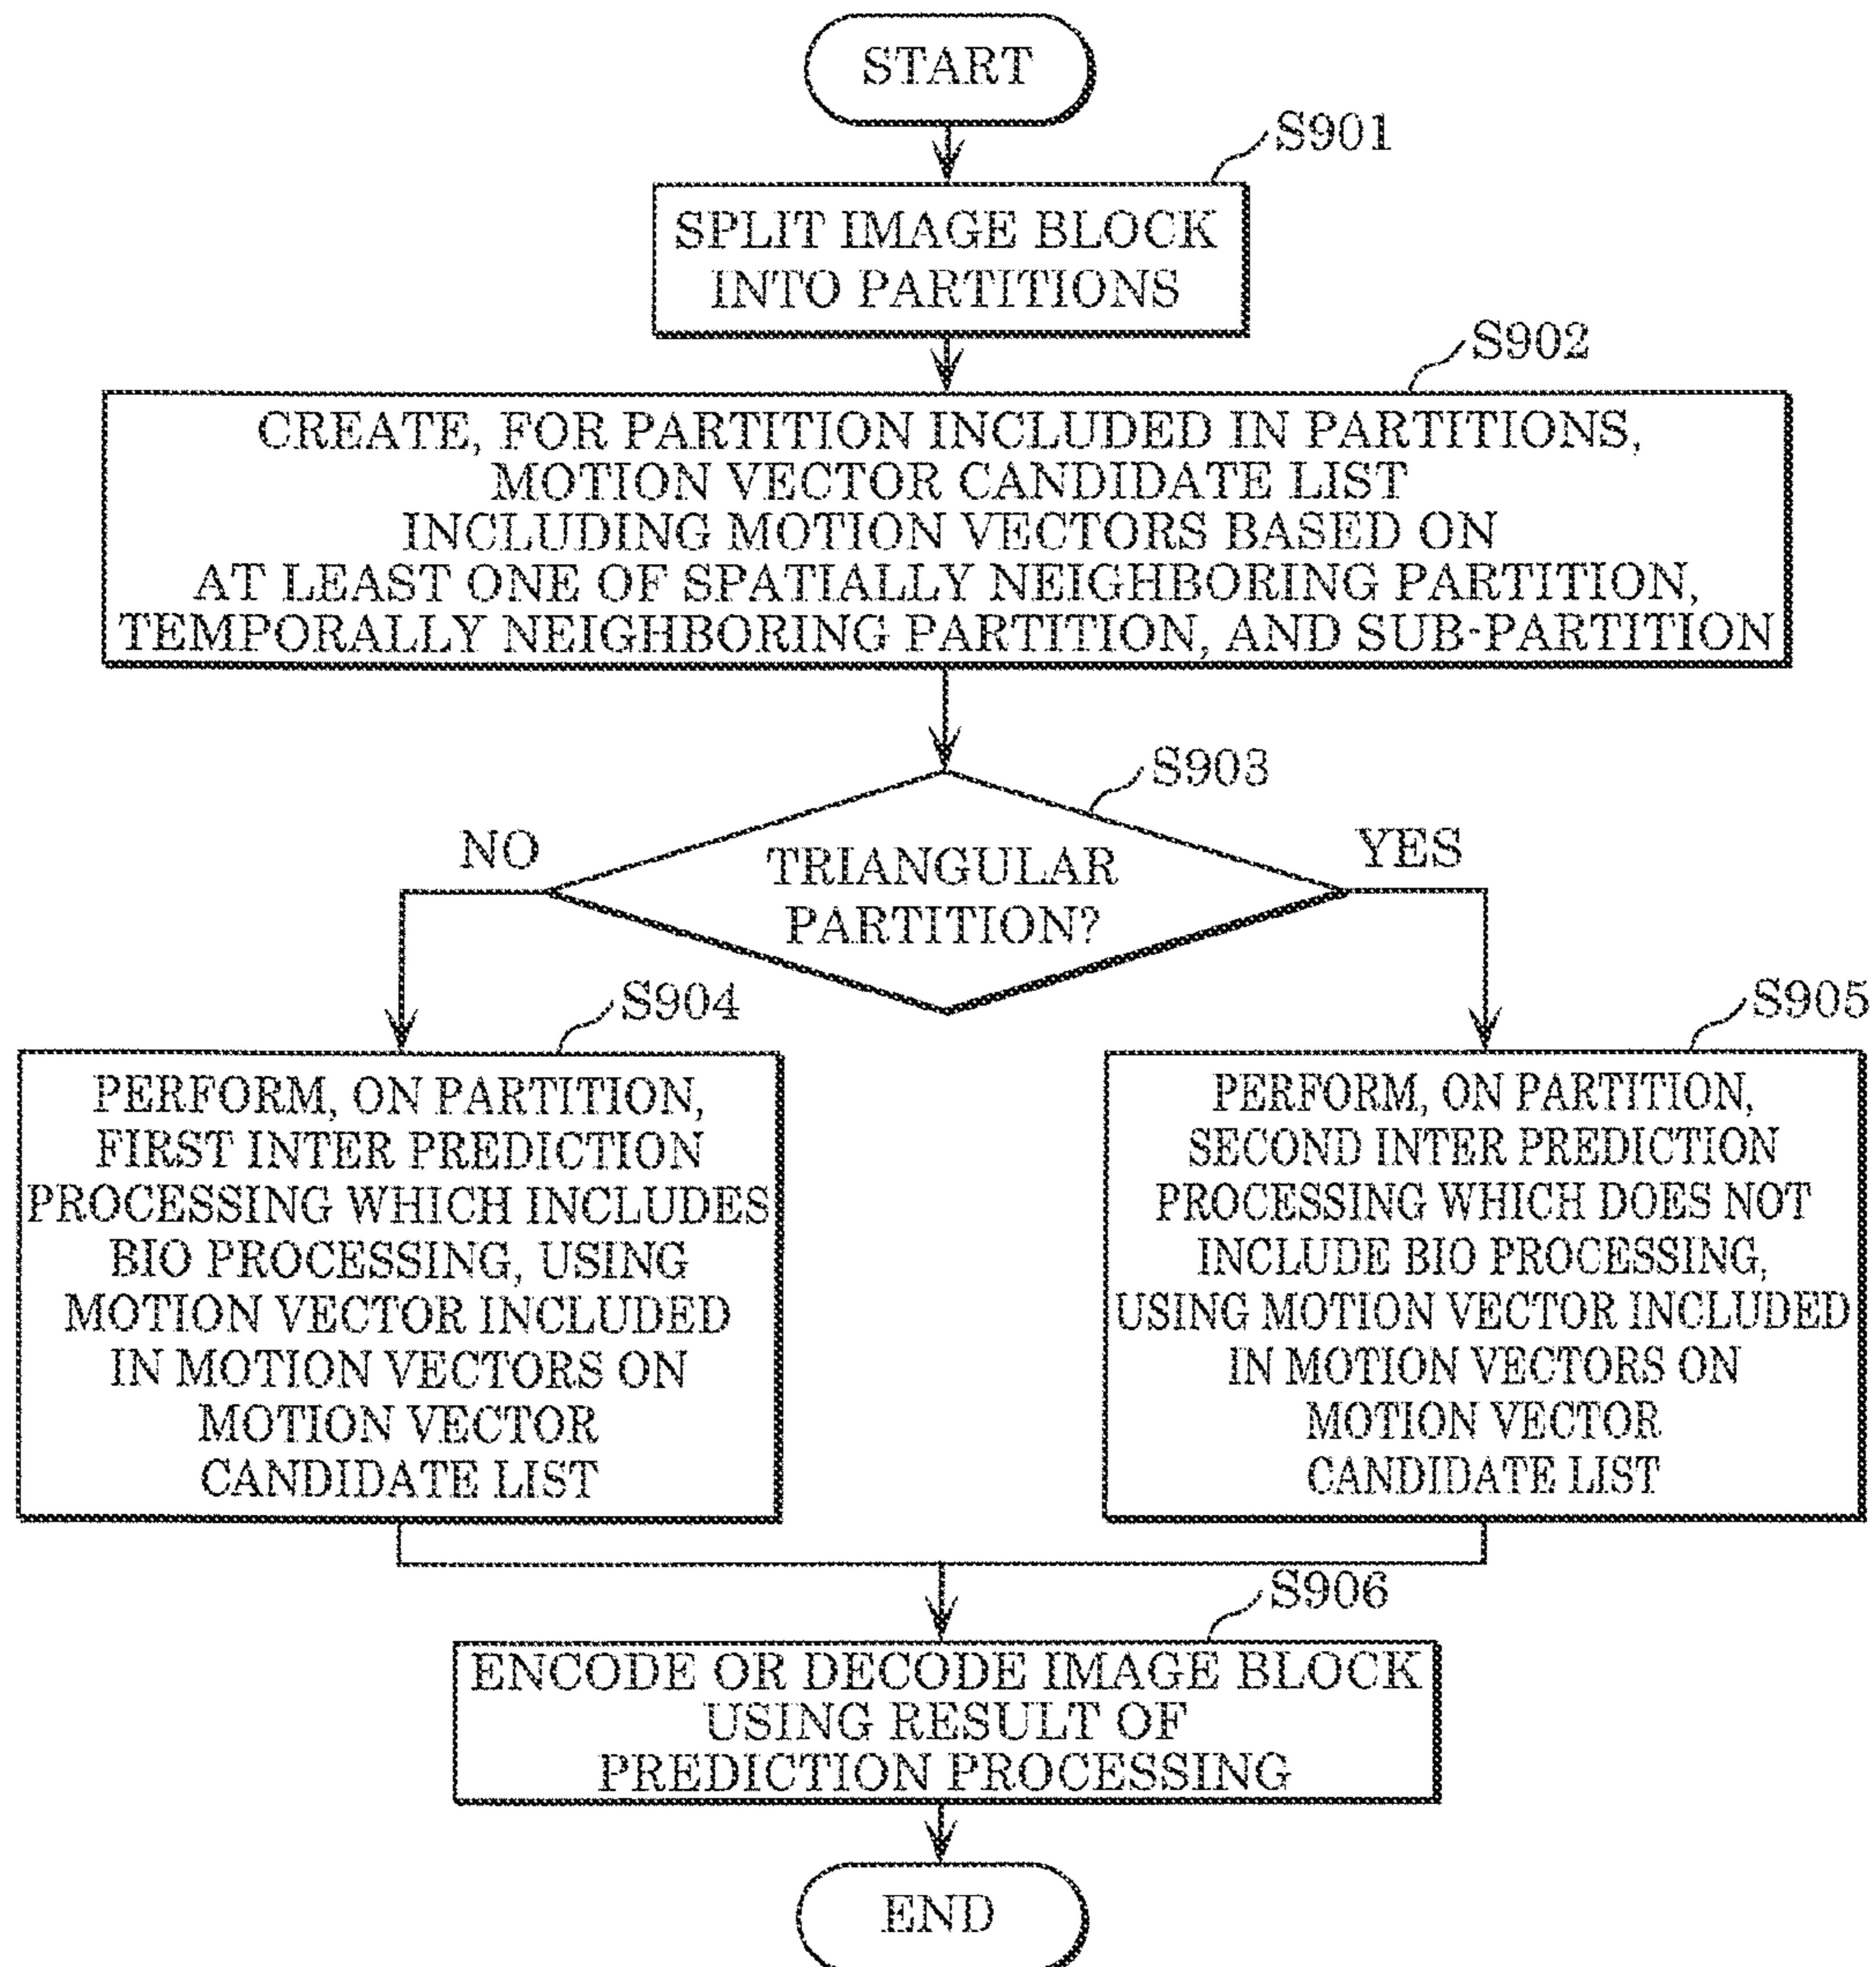 START
S901
SPLIT IMAGE BLOCK
INTO PARTITIONS
S902
CREATE, FOR PARTITION INCLUDED IN PARTITIONS,
MOTION VECTOR CANDIDATE LIST
INCLUDING MOTION VECTORS BASED ON
AT LEAST ONE OF SPATIALLY NEIGHBORING PARTITION,
TEMPORALLY NEIGHBORING PARTITION, AND SUB-PARTITION
S903
NO
YES
TRIANGULAR
PARTITION?
S904
PERFORM, ON PARTITION,
FIRST INTER PREDICTION
PROCESSING WHICH INCLUDES
BIO PROCESSING, USING
MOTION VECTOR INCLUDED
IN MOTION VECTORS ON
MOTION VECTOR
CANDIDATE LIST
S905
PERFORM, ON PARTITION,
SECOND INTER PREDICTION
PROCESSING WHICH DOES NOT
INCLUDE BIO PROCESSING,
USING MOTION VECTOR INCLUDED
IN MOTION VECTORS ON
MOTION VECTOR
CANDIDATE LIST
S906
ENCODE OR DECODE IMAGE BLOCK
USING RESULT OF
PREDICTION PROCESSING
END